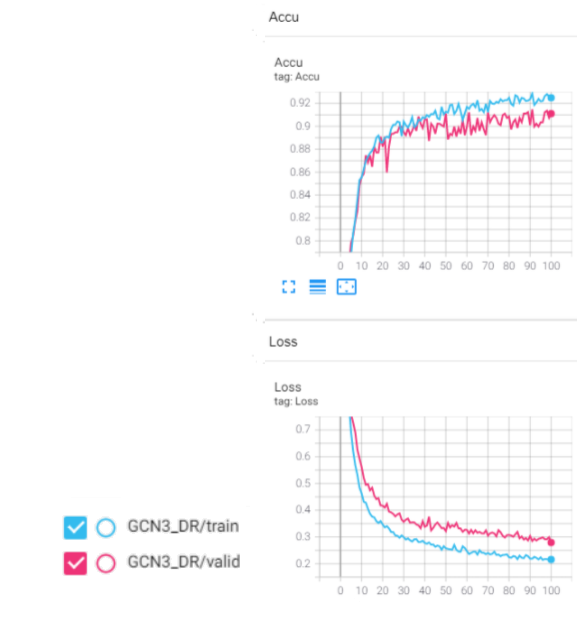 Accu
Accu
tag: Accu
0.92
0.9
0.88
0.86
0.84
0.82
0.8
0 10 20 30 40 50 60 70 80 90 100
Loss
Loss
tag: Loss
0.7
0.6
0.5
0.4
0.3
0.2
0 10 20 30 40 50 60 70 80 90 100
GCN3_DR/train
GCN3_DR/valid